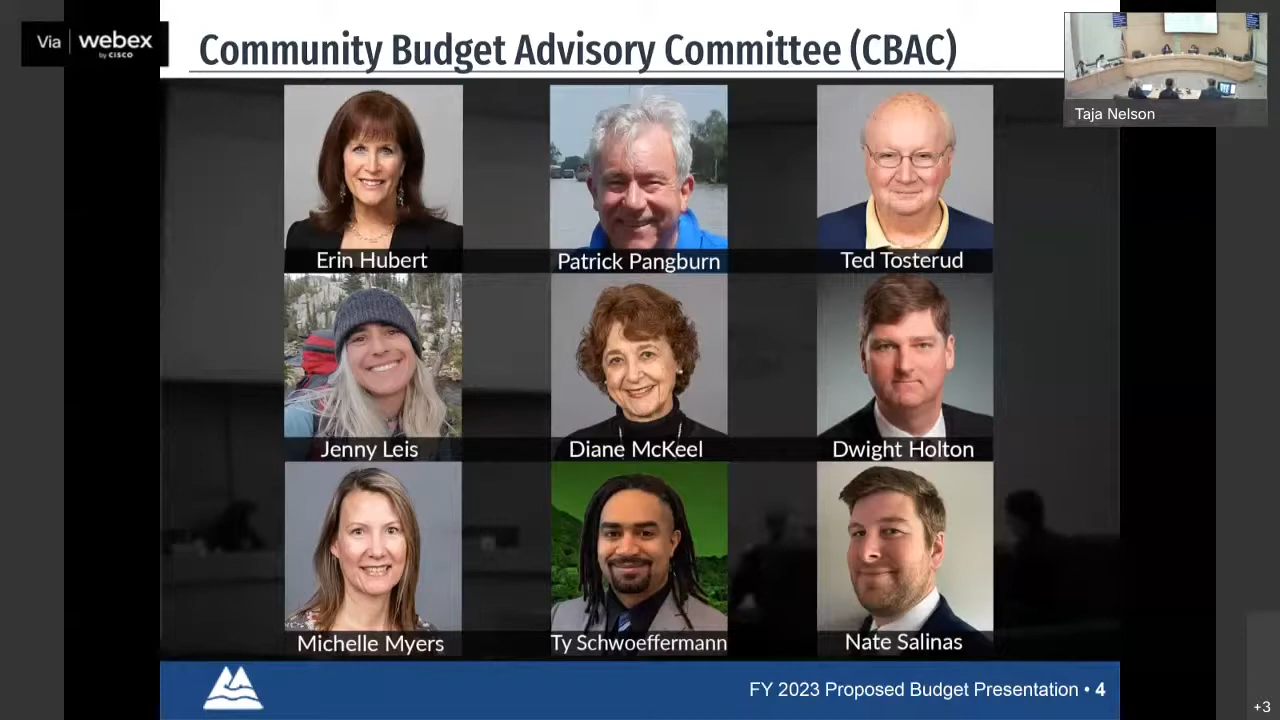 Via webex
by CISCO
Community Budget Advisory Committee (CBAC)
Taja Nelson
Erin Hubert
Patrick Pangburn
Ted Tosterud
Jenny Leis
Diane McKeel
Dwight Holton
Michelle Myers
Ty Schwoeffermann
Nate Salinas
FY 2023 Proposed Budget Presentation • 4
+3